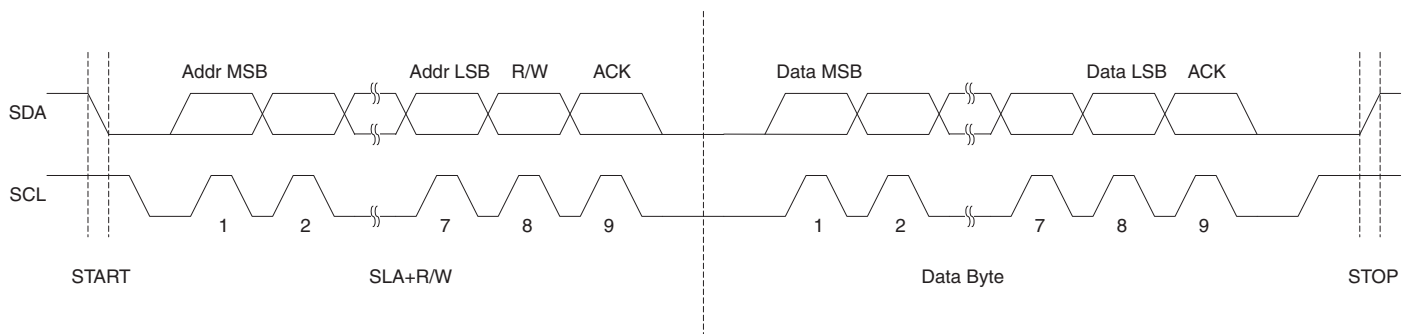 Addr MSB Addr LSB R/W ACK Data MSB Data LSB ACK
SDA
SCL
1 2 7 8 9 1 2 7 8 9
START SLA+R/W Data Byte STOP